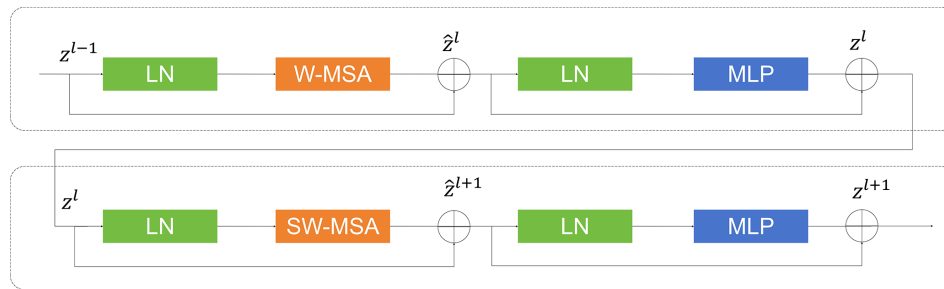 z^{l-1} LN W-MSA ẑ^l LN MLP z^l
z^l LN SW-MSA ẑ^{l+1} LN MLP z^{l+1}